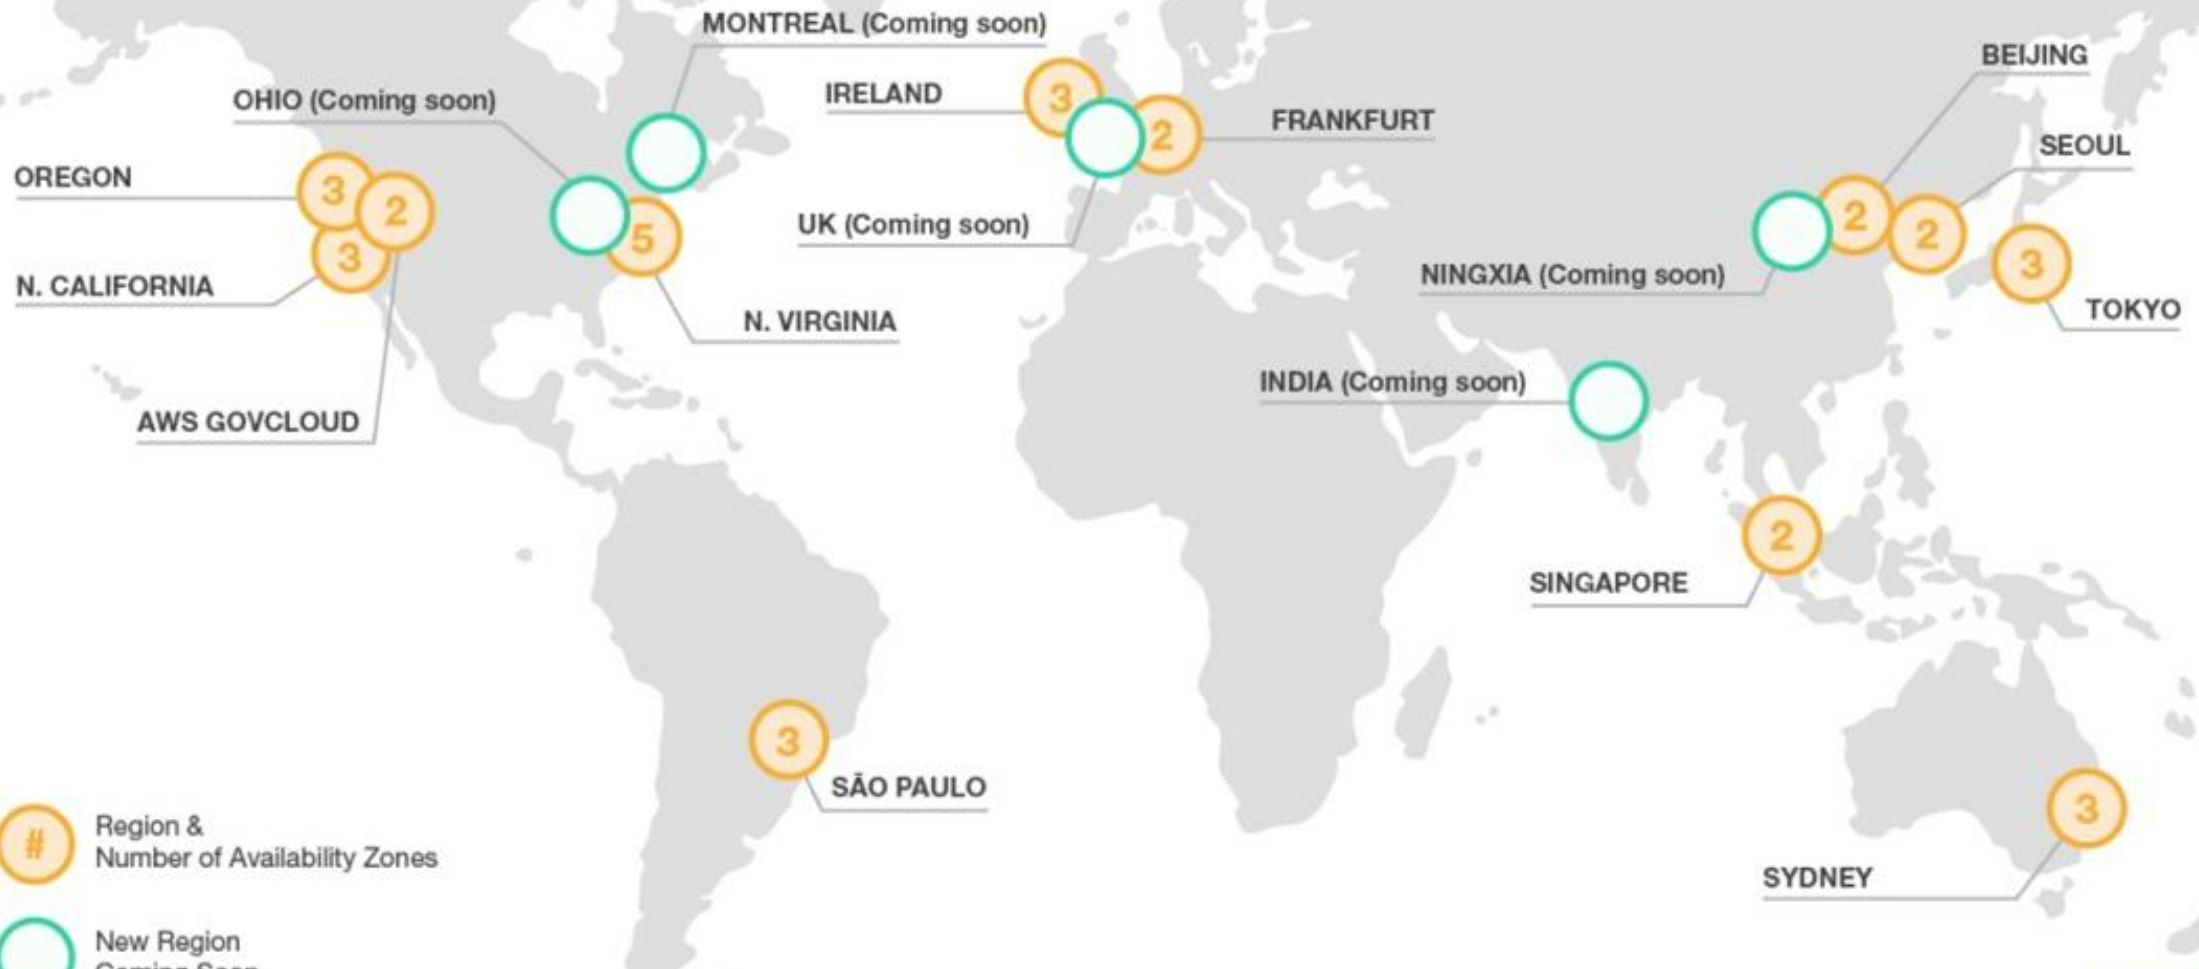 MONTREAL (Coming soon)
BEIJING
IRELAND
3
OHIO (Coming soon)
FRANKFURT
2
SEOUL
OREGON
3
2
2
2
UK (Coming soon)
5
3
N. CALIFORNIA
3
NINGXIA (Coming soon)
TOKYO
N. VIRGINIA
INDIA (Coming soon)
AWS GOVCLOUD
2
SINGAPORE
3
SÃO PAULO
3
SYDNEY
#
Region &
Number of Availability Zones
New Region
Coming Soon